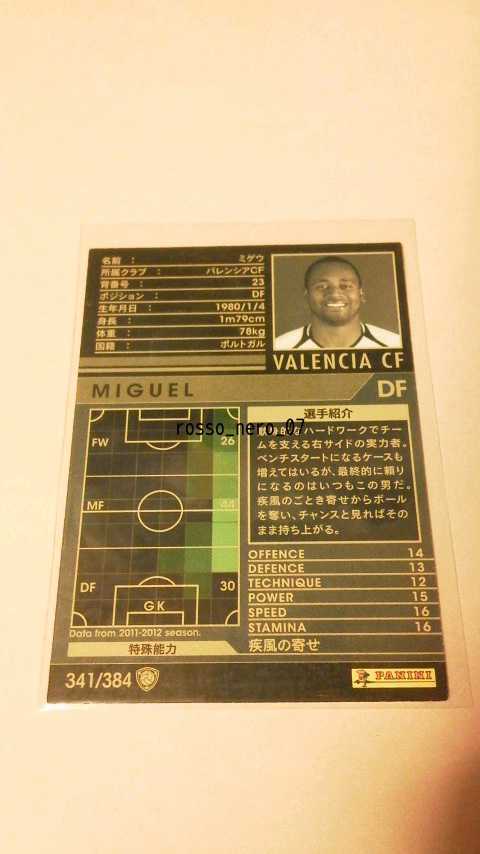 名前： ミゲウ
所属クラブ： バレンシアCF
背番号： 23
ポジション： DF
生年月日： 1980/1/4
身長： 1m79cm
体重： 78kg
国籍： ポルトガル
VALENCIA CF
MIGUEL DF
rosso_nero_07
FW 26
MF 44
DF 30
GK
Data from 2011-2012 season.
選手紹介
ハードワークでチー
ムを支える右サイドの実力者。
ベンチスタートになるケースも
増えてはいるが、最終的に頼り
になるのはいつもこの男だ。
疾風のごとき寄せからボール
を奪い、チャンスと見ればその
まま持ち上がる。
OFFENCE 14
DEFENCE 13
TECHNIQUE 12
POWER 15
SPEED 16
STAMINA 16
特殊能力 疾風の寄せ
341/384
PANINI